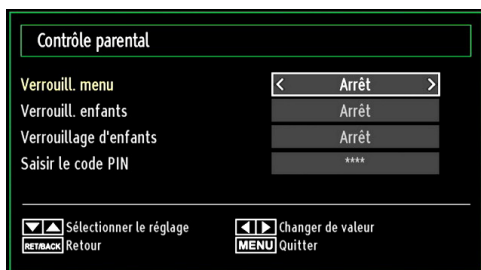 Contrôle parental
Verrouill. menu < Arrêt >
Verrouill. enfants Arrêt
Verrouillage d'enfants Arrêt
Saisir le code PIN ****
Sélectionner le réglage Changer de valeur
RET/BACK Retour MENU Quitter